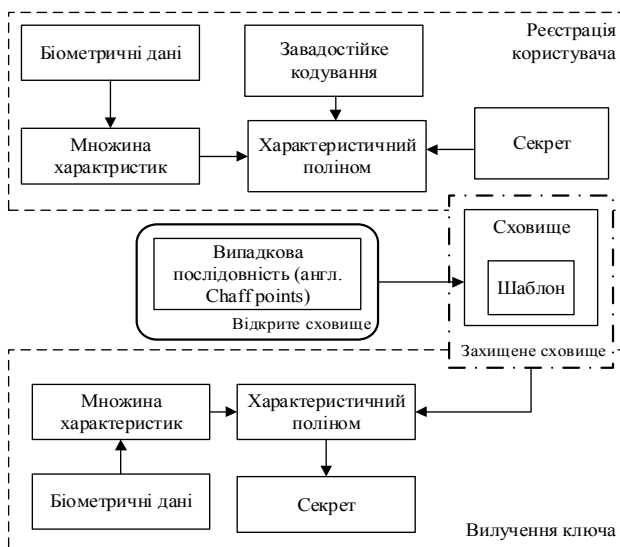 Реєстрація
користувача
Біометричні дані
Завадостійке
кодування
Множина
характристик
Характеристичний
поліном
Секрет
Сховище
Шаблон
Захищене сховище
Випадкова
послідовність (англ.
Chaff points)
Відкрите сховище
Множина
характеристик
Характеристичний
поліном
Біометричні дані
Секрет
Вилучення ключа